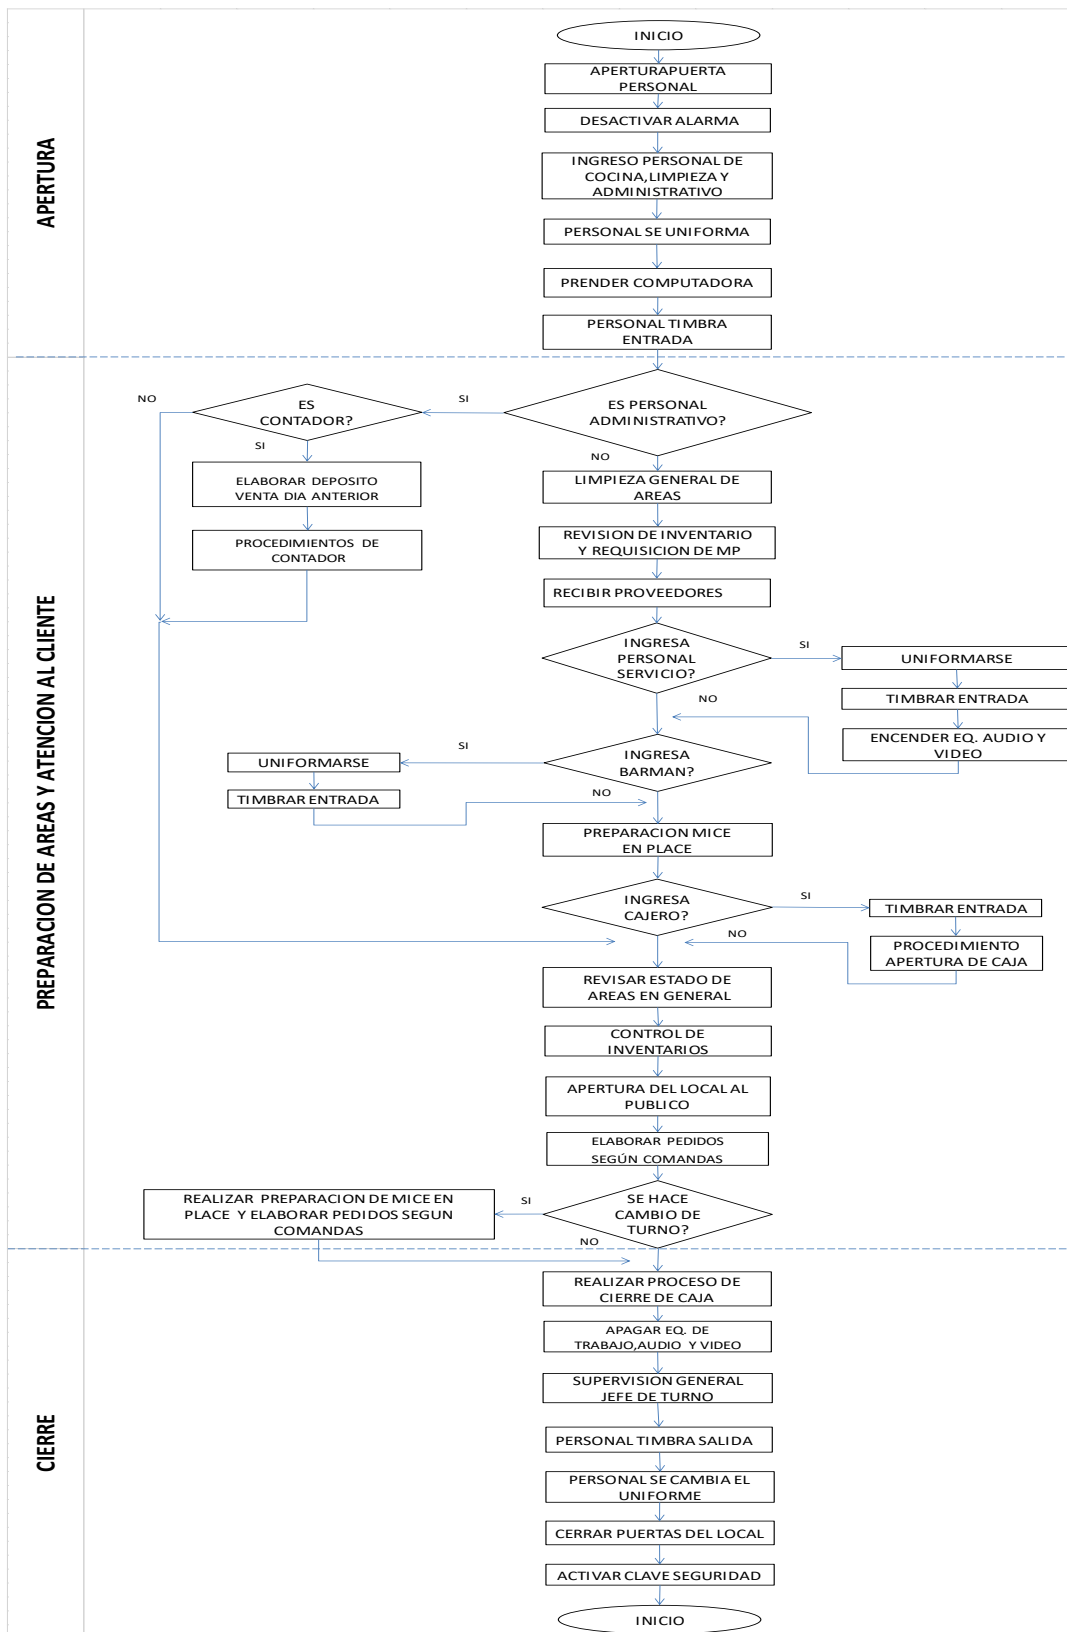 APERTURA
INICIO
APERTURAPUERTA
PERSONAL
DESACTIVAR ALARMA
INGRESO PERSONAL DE
COCINA,LIMPIEZA Y
ADMINISTRATIVO
PERSONAL SE UNIFORMA
PRENDER COMPUTADORA
PERSONAL TIMBRA
ENTRADA
PREPARACION DE AREAS Y ATENCION AL CLIENTE
ES PERSONAL
ADMINISTRATIVO?
SI
NO
ES
CONTADOR?
NO
SI
ELABORAR DEPOSITO
VENTA DIA ANTERIOR
PROCEDIMIENTOS DE
CONTADOR
LIMPIEZA GENERAL DE
AREAS
REVISION DE INVENTARIO
Y REQUISICION DE MP
RECIBIR PROVEEDORES
INGRESA
PERSONAL
SERVICIO?
SI
NO
UNIFORMARSE
TIMBRAR ENTRADA
ENCENDER EQ. AUDIO Y
VIDEO
INGRESA
BARMAN?
SI
NO
UNIFORMARSE
TIMBRAR ENTRADA
PREPARACION MICE
EN PLACE
INGRESA
CAJERO?
SI
NO
TIMBRAR ENTRADA
PROCEDIMIENTO
APERTURA DE CAJA
REVISAR ESTADO DE
AREAS EN GENERAL
CONTROL DE
INVENTARIOS
APERTURA DEL LOCAL AL
PUBLICO
ELABORAR PEDIDOS
SEGÚN COMANDAS
SE HACE
CAMBIO DE
TURNO?
SI
NO
REALIZAR PREPARACION DE MICE EN
PLACE Y ELABORAR PEDIDOS SEGUN
COMANDAS
CIERRE
REALIZAR PROCESO DE
CIERRE DE CAJA
APAGAR EQ. DE
TRABAJO,AUDIO Y VIDEO
SUPERVISION GENERAL
JEFE DE TURNO
PERSONAL TIMBRA SALIDA
PERSONAL SE CAMBIA EL
UNIFORME
CERRAR PUERTAS DEL LOCAL
ACTIVAR CLAVE SEGURIDAD
INICIO